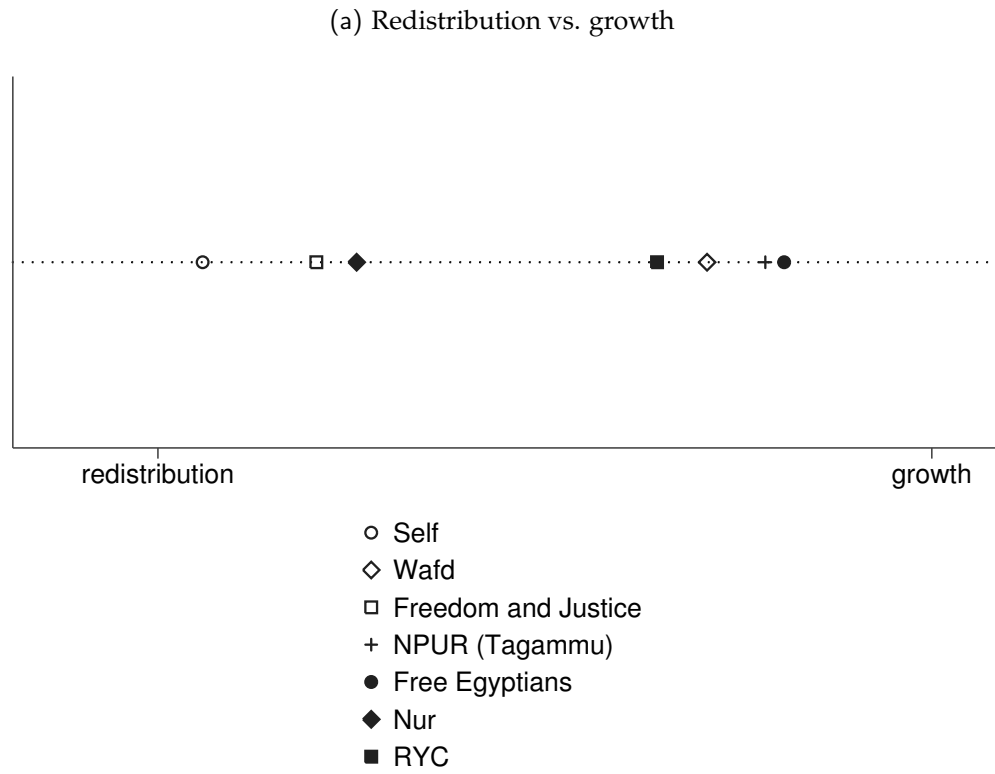 (a) Redistribution vs. growth
redistribution growth
Self
Wafd
Freedom and Justice
NPUR (Tagammu)
Free Egyptians
Nur
RYC